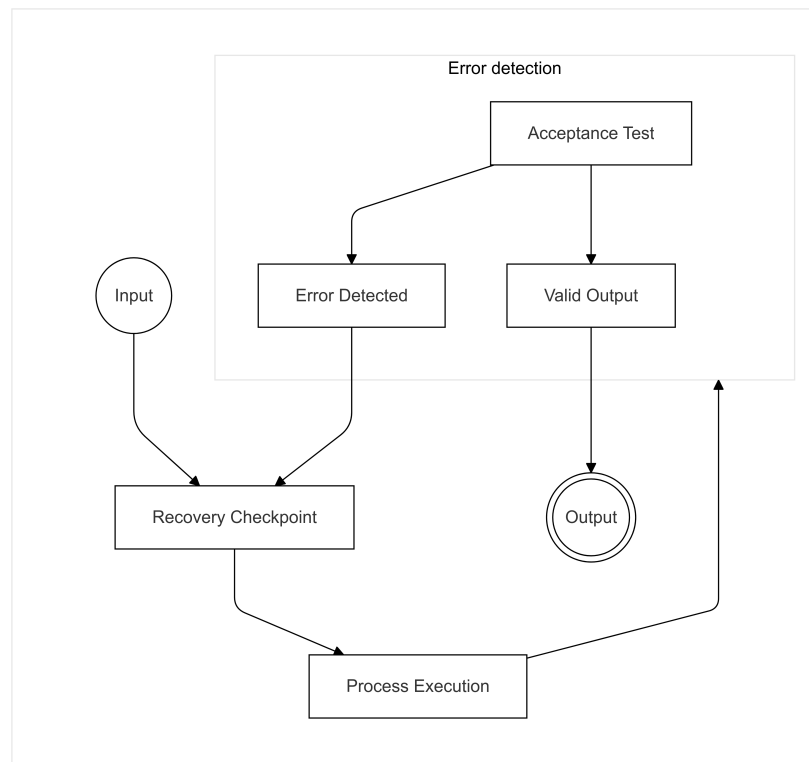 Error detection
Acceptance Test
Input
Error Detected
Valid Output
Recovery Checkpoint
Output
Process Execution